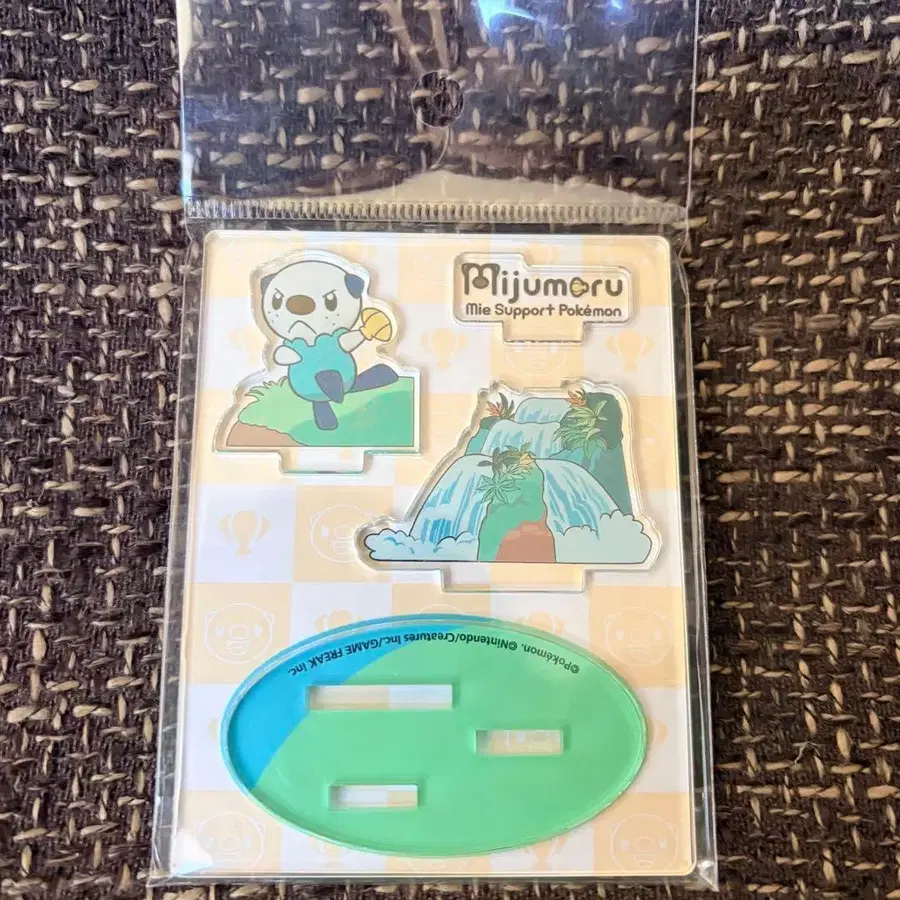 Mijumaru
Mie Support Pokémon
©Pokémon. ©Nintendo/Creatures Inc./GAME FREAK inc.